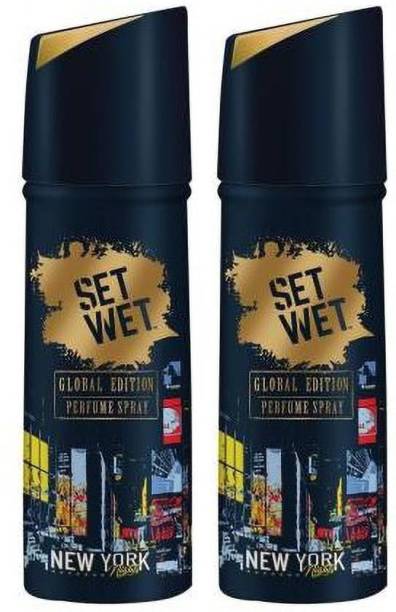 SET
WET
GLOBAL EDITION
PERFUME SPRAY
NEW YORK
SET
WET
GLOBAL EDITION
PERFUME SPRAY
NEW YORK